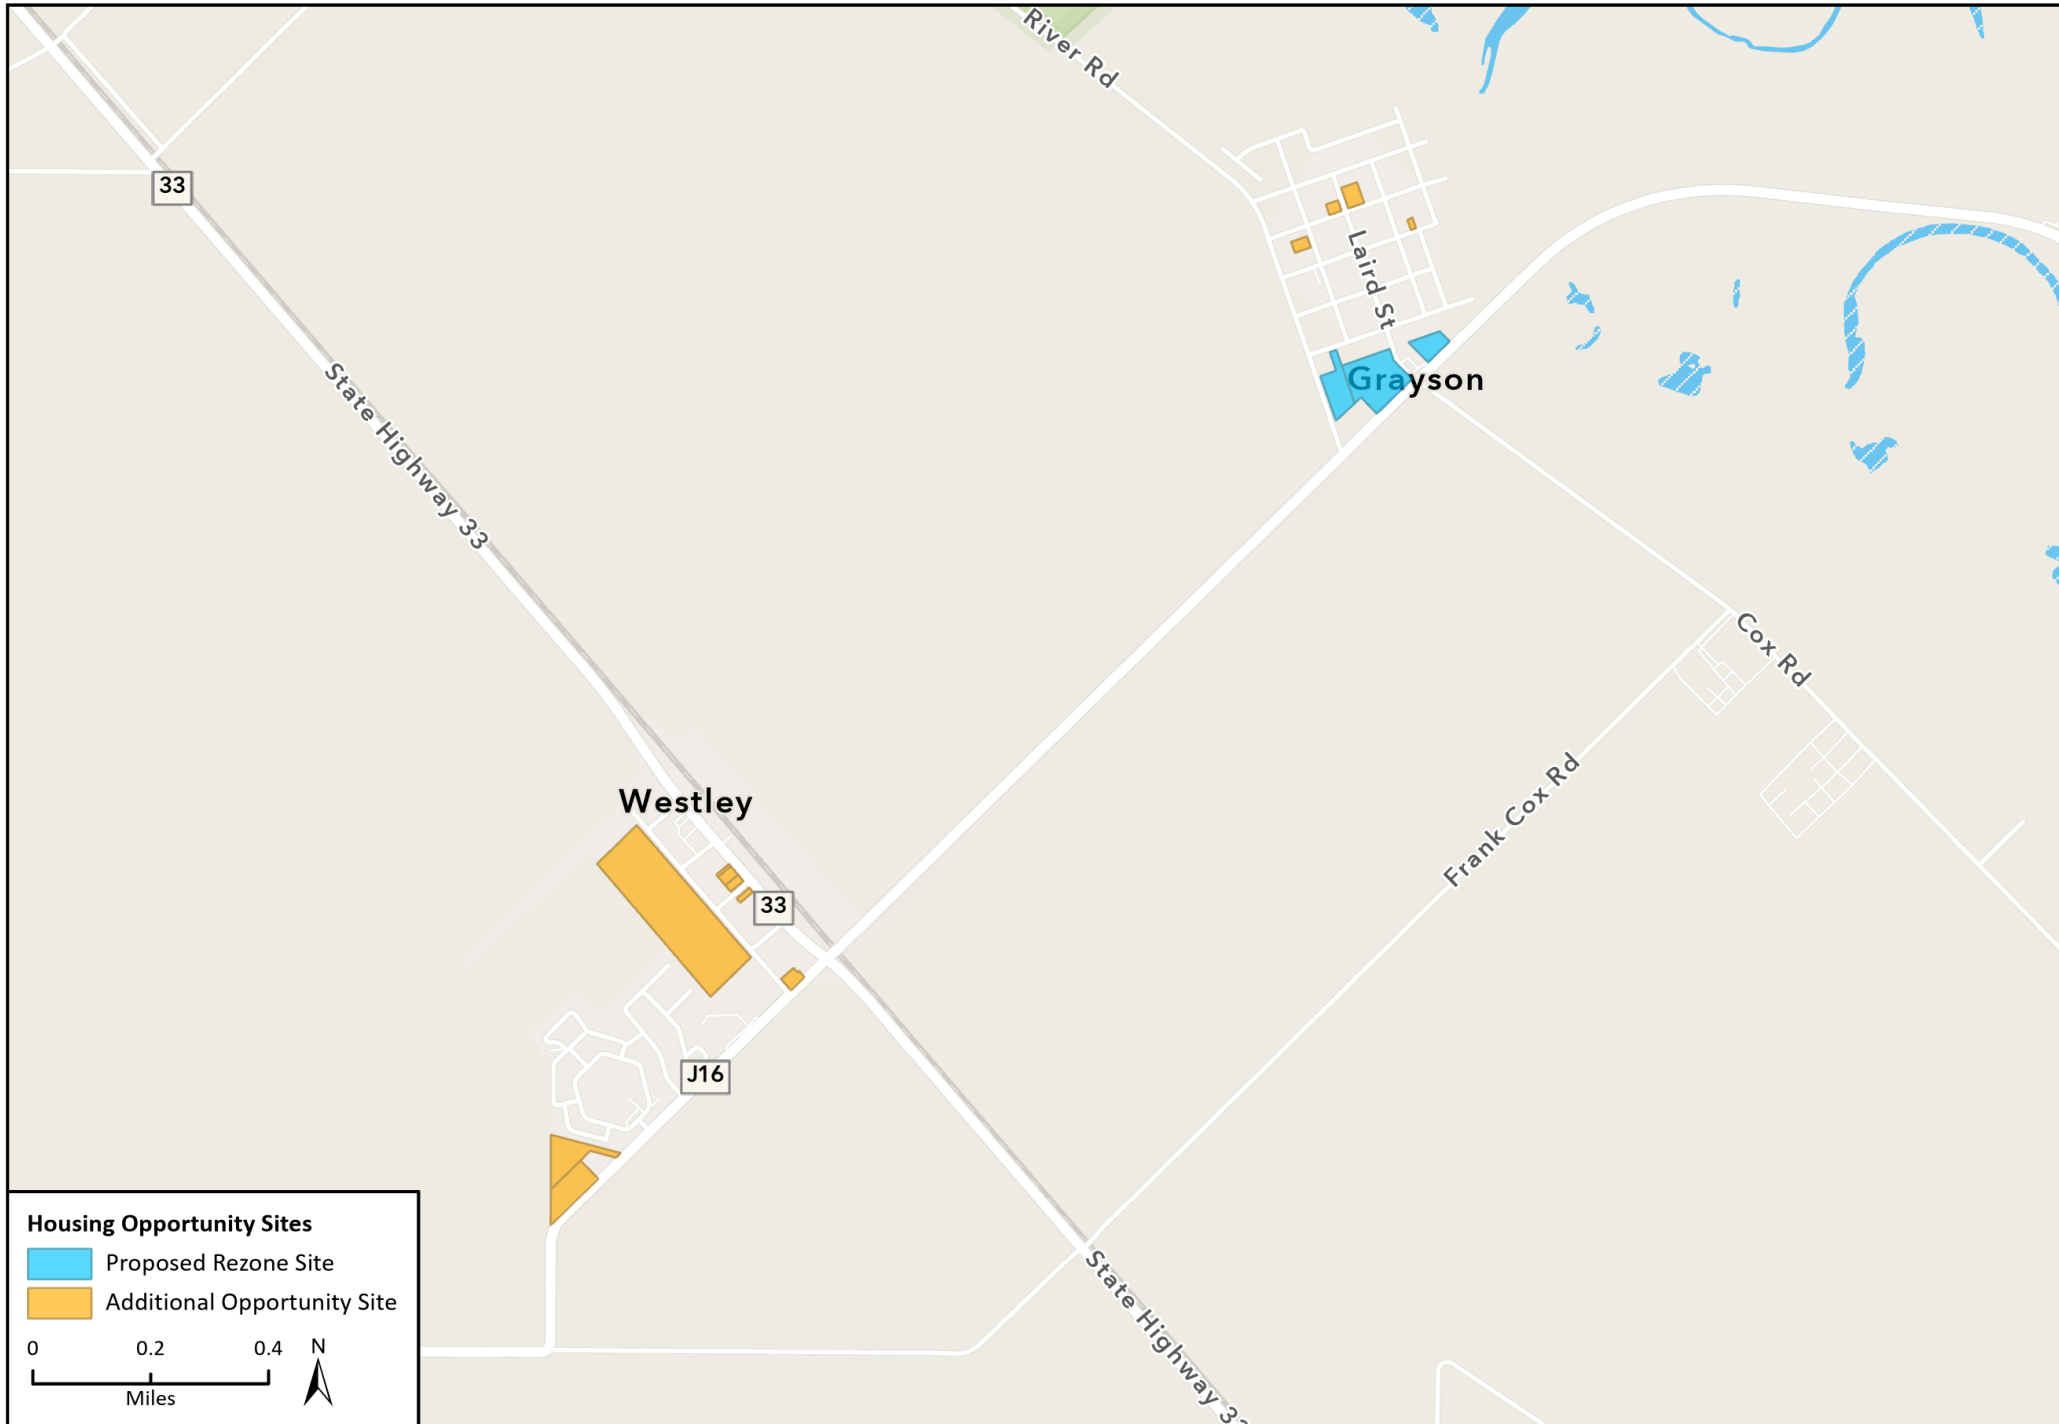 River Rd
33
Laird St
Grayson
State Highway 33
Cox Rd
Frank Cox Rd
Westley
33
J16
State Highway 33
Housing Opportunity Sites
Proposed Rezone Site
Additional Opportunity Site
0 0.2 0.4 N
Miles